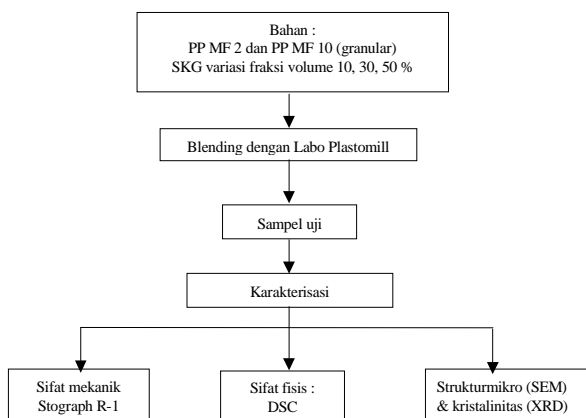 Bahan :
PP MF 2 dan PP MF 10 (granular)
SKG variasi fraksi volume 10, 30, 50 %
Blending dengan Labo Plastomill
Sampel uji
Karakterisasi
Sifat mekanik
Stograph R-1
Sifat fisis :
DSC
Strukturmikro (SEM)
& kristalinitas (XRD)